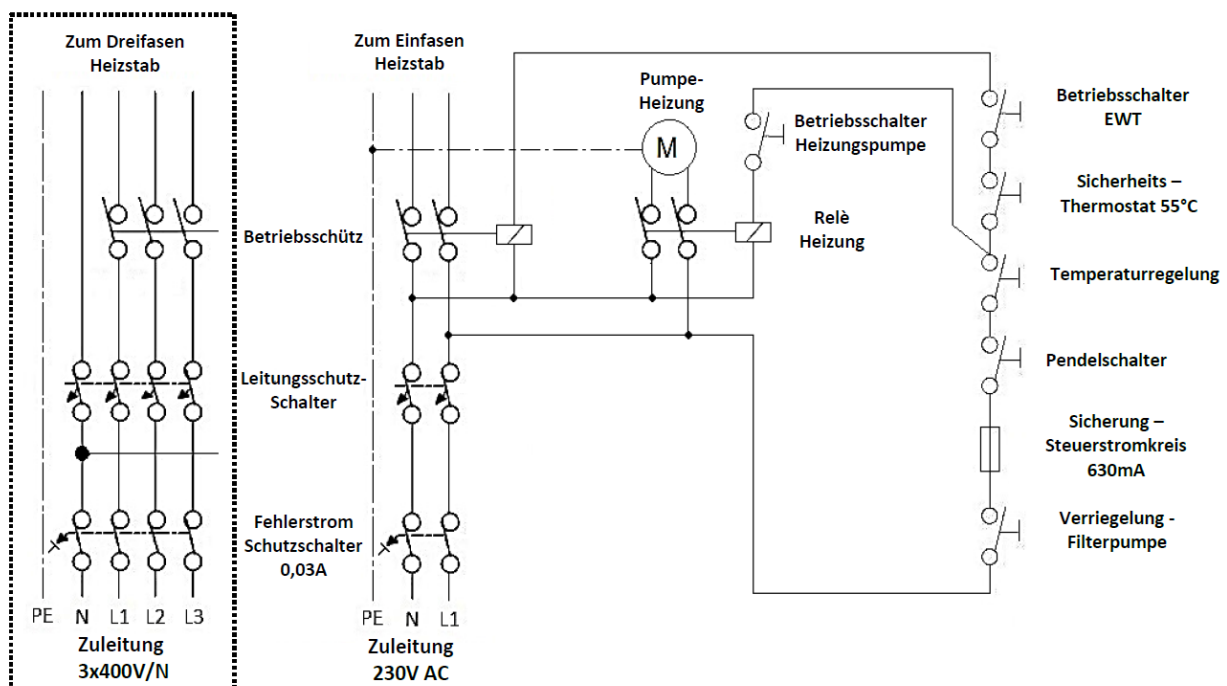 Zum Dreifasen
Heizstab
Zum Einfasen
Heizstab
Pumpe-
Heizung
M
Betriebsschalter
Heizungspumpe
Betriebsschalter
EWT
Sicherheits –
Thermostat 55°C
Betriebsschütz
Relè
Heizung
Temperaturregelung
Leitungsschutz-
Schalter
Pendelschalter
Sicherung –
Steuerstromkreis
630mA
Fehlerstrom
Schutzschalter
0,03A
Verriegelung -
Filterpumpe
PE N L1 L2 L3
Zuleitung
3x400V/N
PE N L1
Zuleitung
230V AC